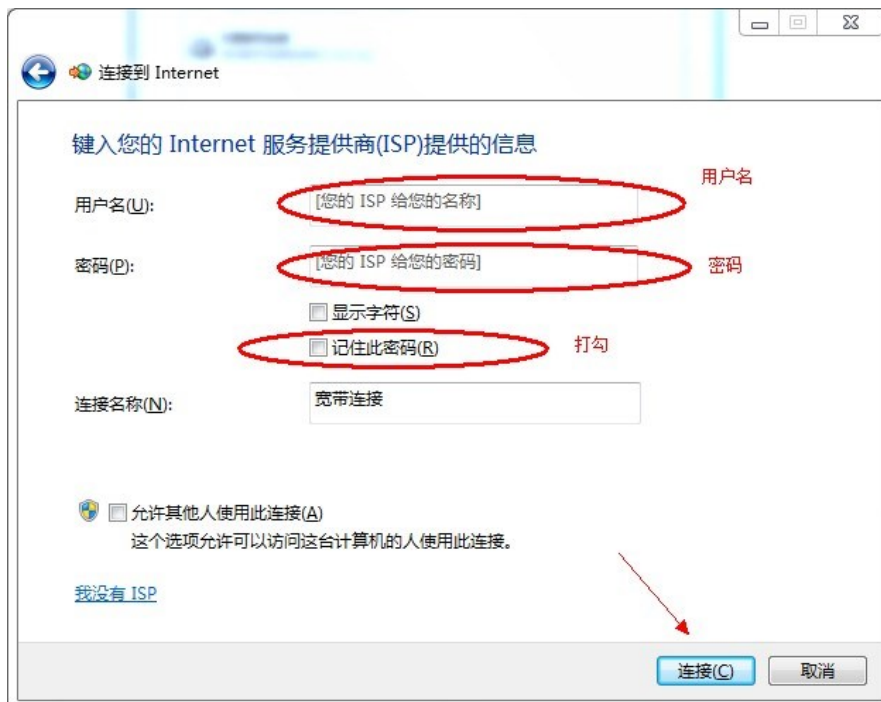 连接到 Internet
键入您的 Internet 服务提供商(ISP)提供的信息
用户名
用户名(U):
[您的 ISP 给您的名称]
密码(P):
[您的 ISP 给您的密码]
密码
显示字符(S)
记住此密码(R)
打勾
连接名称(N):
宽带连接
允许其他人使用此连接(A)
这个选项允许可以访问这台计算机的人使用此连接。
我没有 ISP
连接(C)
取消